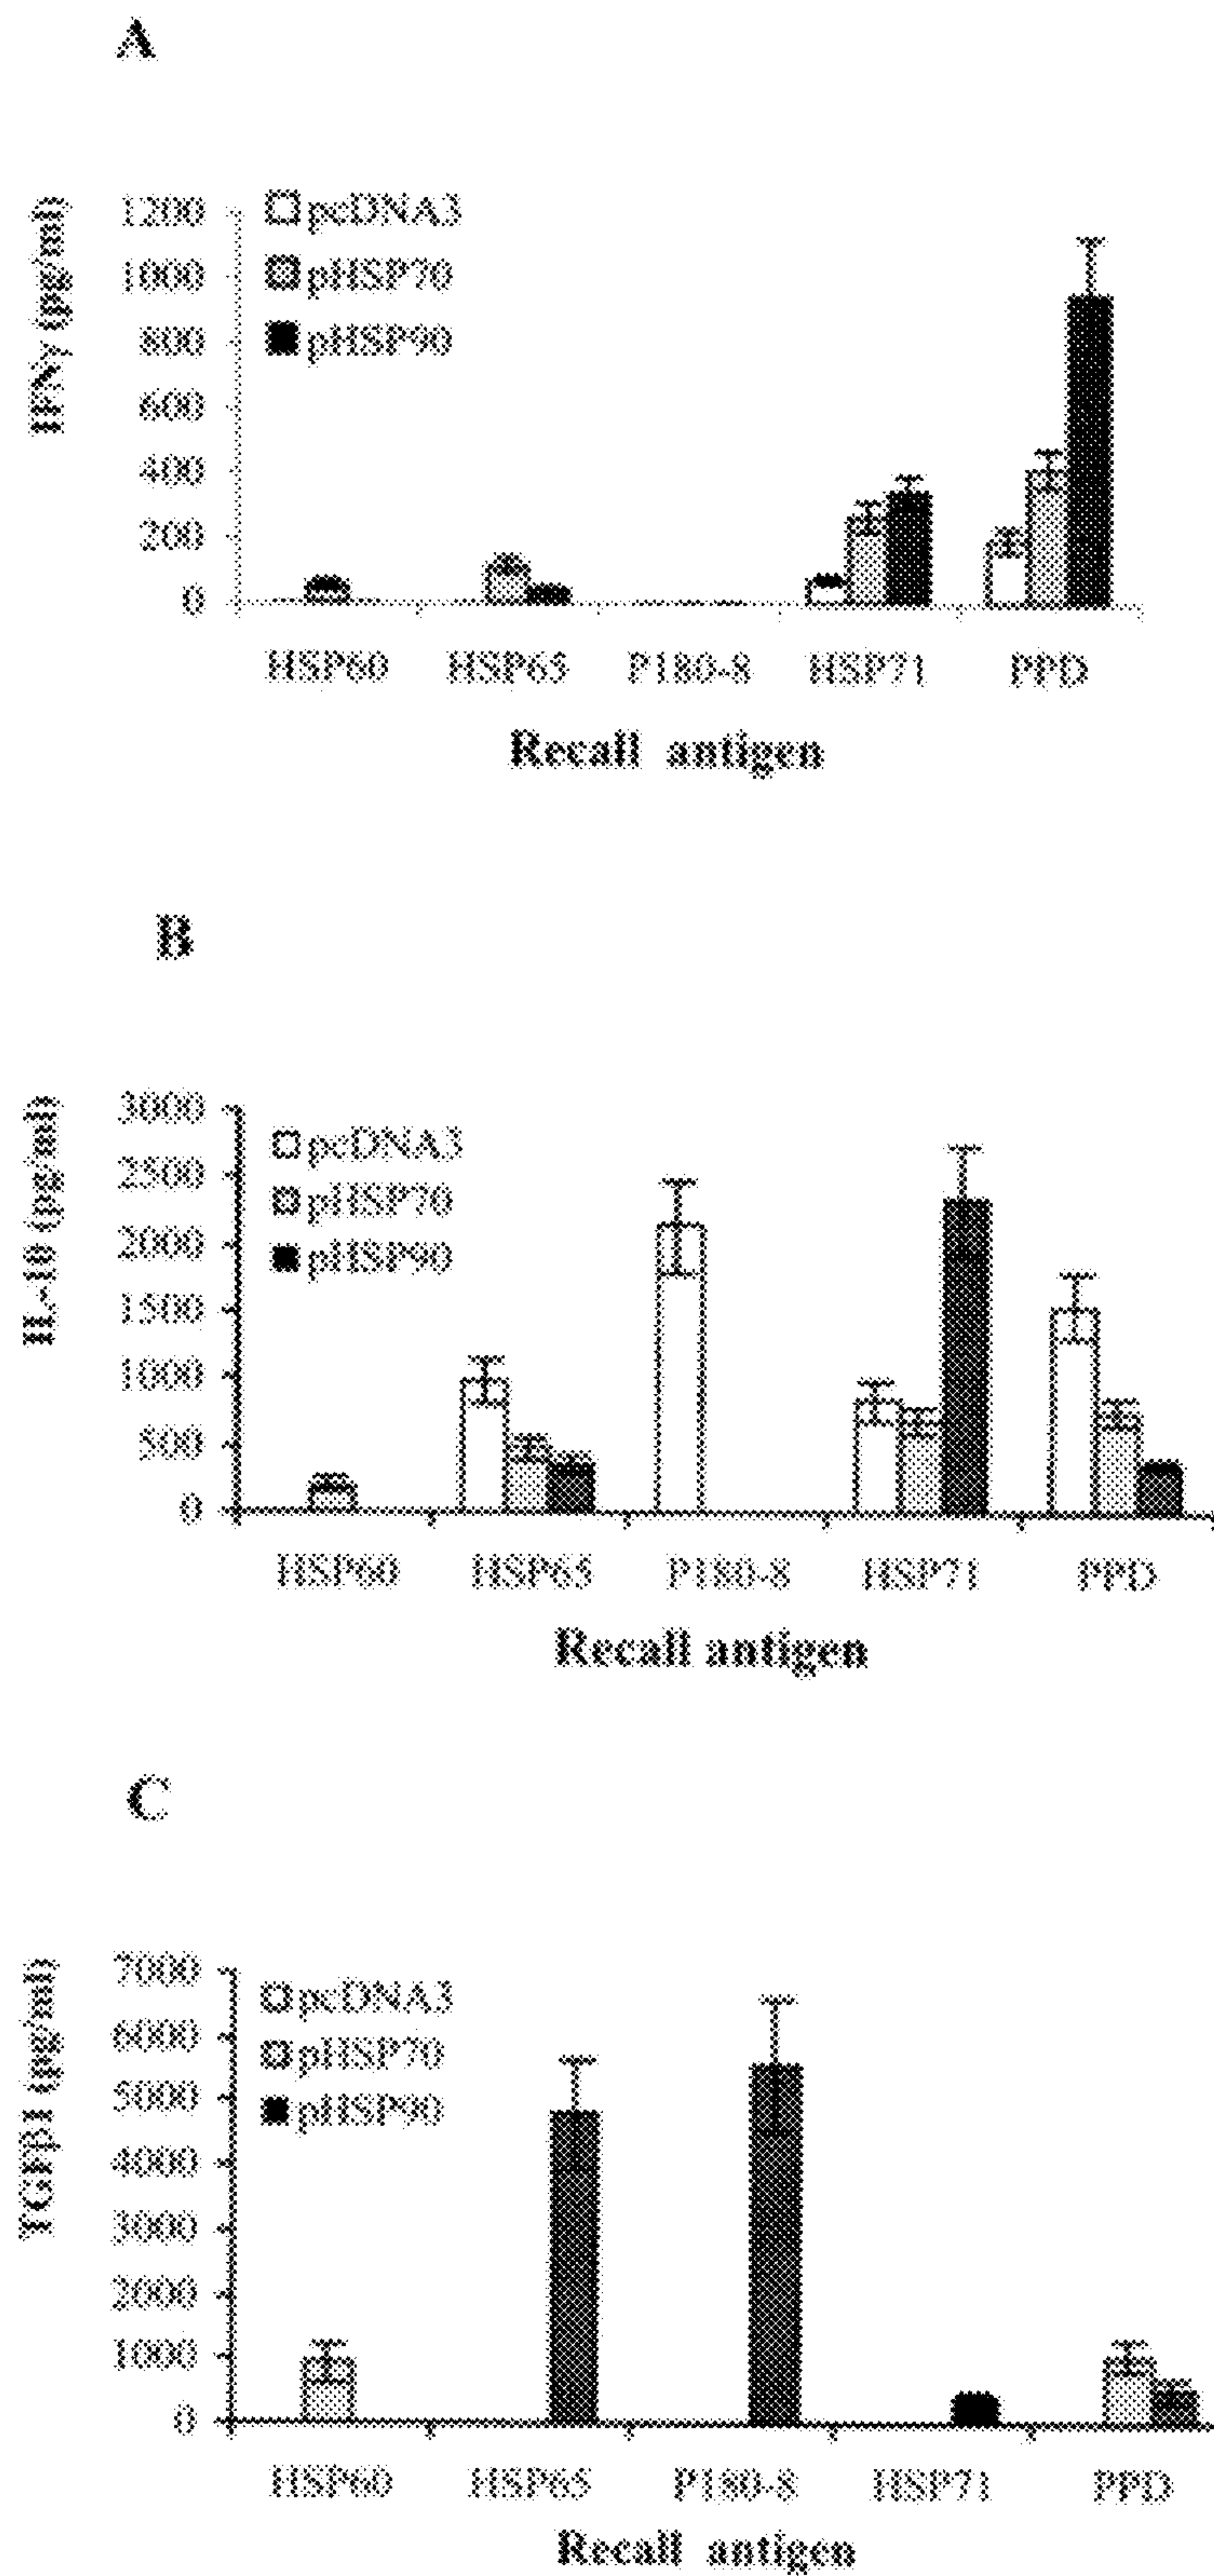 A
IFNγ (pg/ml)
1200
1000
800
600
400
200
0
pcDNA3
pHSP70
pHSP90
HSP60 HSP65 P180-8 HSP71 PPD
Recall antigen
B
IL-10 (pg/ml)
3000
2500
2000
1500
1000
500
0
pcDNA3
pHSP70
pHSP90
HSP60 HSP65 P180-8 HSP71 PPD
Recall antigen
C
TGFβ1 (pg/ml)
7000
6000
5000
4000
3000
2000
1000
0
pcDNA3
pHSP70
pHSP90
HSP60 HSP65 P180-8 HSP71 PPD
Recall antigen